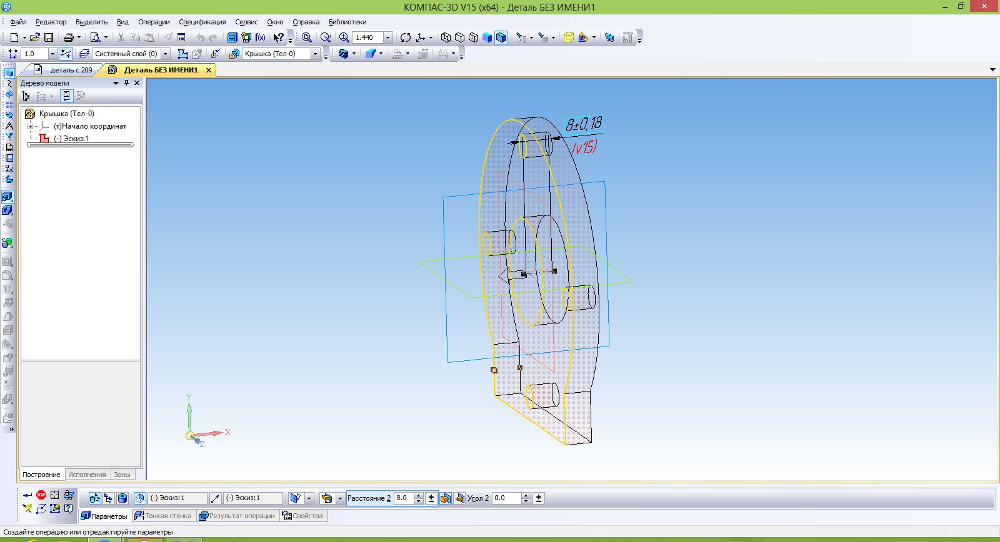 КОМПАС-3D V15 (x64) - Деталь БЕЗ ИМЕНИ1
Файл Редактор Выделить Вид Операции Спецификация Сервис Окно Справка Библиотеки
1.440
1.0 Системный слой (0) Крышка (Тел-0)
деталь с 209 Деталь БЕЗ ИМЕНИ1
Дерево модели
Крышка (Тел-0)
(т)Начало координат
(-) Эскиз:1
8±0,18
(v15)
Y
X
Z
Построение Исполнения Зоны
STOP (-) Эскиз:1 (-) Эскиз:1 Расстояние 2 8.0 Угол 2 0.0
Параметры Тонкая стенка Результат операции Свойства
Создайте операцию или отредактируйте параметры